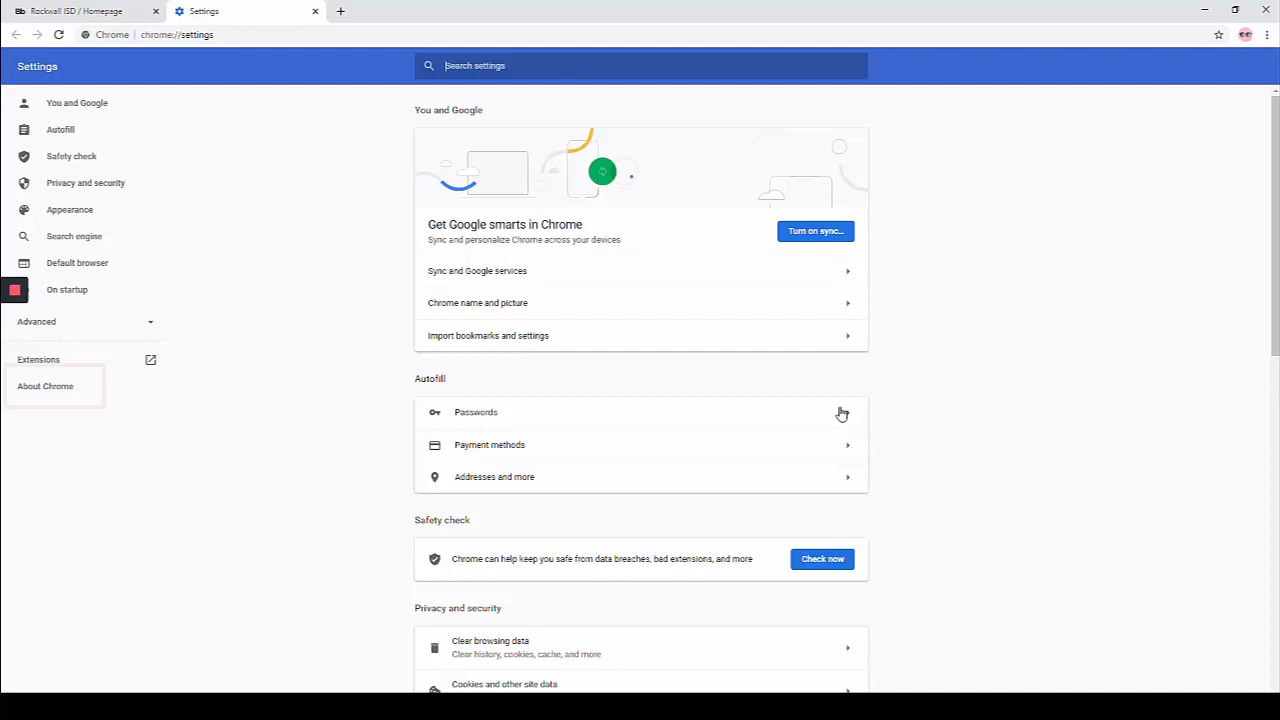 Bb Rockwall ISD / Homepage
Settings
Chrome
chrome://settings
Settings
Search settings
You and Google
Autofill
Safety check
Privacy and security
Appearance
Search engine
Default browser
On startup
Advanced
Extensions
About Chrome
You and Google
Get Google smarts in Chrome
Sync and personalize Chrome across your devices
Turn on sync...
Sync and Google services
Chrome name and picture
Import bookmarks and settings
Autofill
Passwords
Payment methods
Addresses and more
Safety check
Chrome can help keep you safe from data breaches, bad extensions, and more
Check now
Privacy and security
Clear browsing data
Clear history, cookies, cache, and more
Cookies and other site data